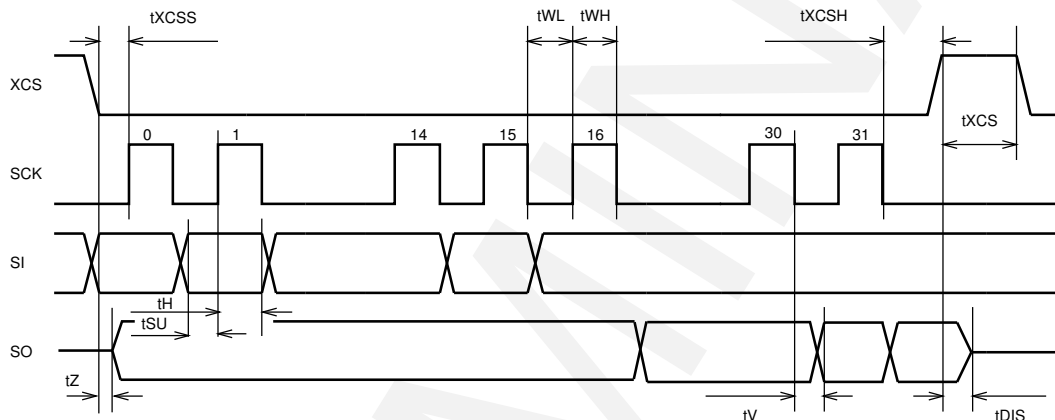 tXCSS tWL tWH tXCSH
XCS
tXCS
0 1 14 15 16 30 31
SCK
SI
tH
tSU
SO
tZ
tV tDIS